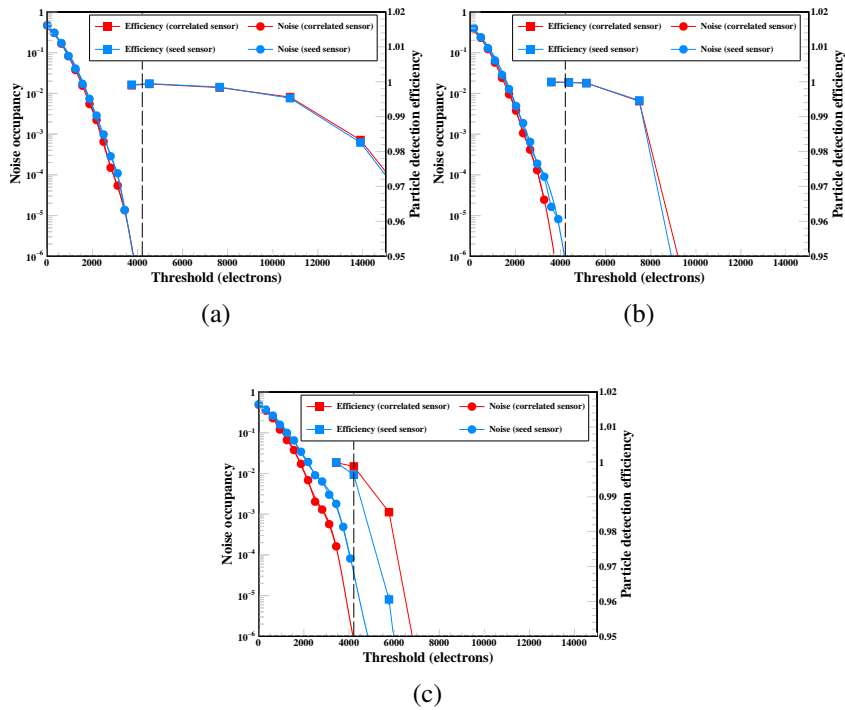 Efficiency (correlated sensor) Noise (correlated sensor)
Efficiency (seed sensor) Noise (seed sensor)
1
10⁻¹
10⁻²
10⁻³
10⁻⁴
10⁻⁵
10⁻⁶
Noise occupancy
0 2000 4000 6000 8000 10000 12000 14000
Threshold (electrons)
1.02
1.01
1
0.99
0.98
0.97
0.96
0.95
Particle detection efficiency
(a)
Efficiency (correlated sensor) Noise (correlated sensor)
Efficiency (seed sensor) Noise (seed sensor)
1
10⁻¹
10⁻²
10⁻³
10⁻⁴
10⁻⁵
10⁻⁶
Noise occupancy
0 2000 4000 6000 8000 10000 12000 14000
Threshold (electrons)
1.02
1.01
1
0.99
0.98
0.97
0.96
0.95
Particle detection efficiency
(b)
Efficiency (correlated sensor) Noise (correlated sensor)
Efficiency (seed sensor) Noise (seed sensor)
1
10⁻¹
10⁻²
10⁻³
10⁻⁴
10⁻⁵
10⁻⁶
Noise occupancy
0 2000 4000 6000 8000 10000 12000 14000
Threshold (electrons)
1.02
1.01
1
0.99
0.98
0.97
0.96
0.95
Particle detection efficiency
(c)